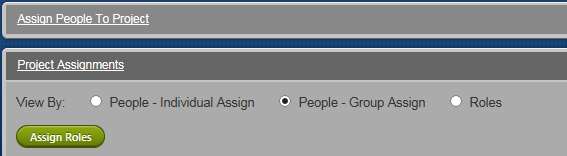 Assign People To Project
Project Assignments
View By: People - Individual Assign People - Group Assign Roles
Assign Roles